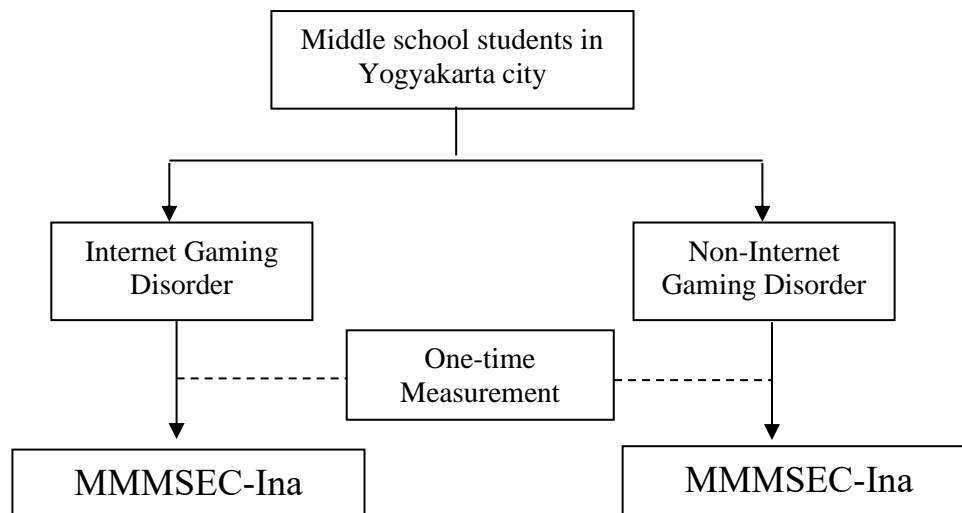 Middle school students in
Yogyakarta city
Internet Gaming
Disorder
Non-Internet
Gaming Disorder
One-time
Measurement
MMMSEC-Ina
MMMSEC-Ina